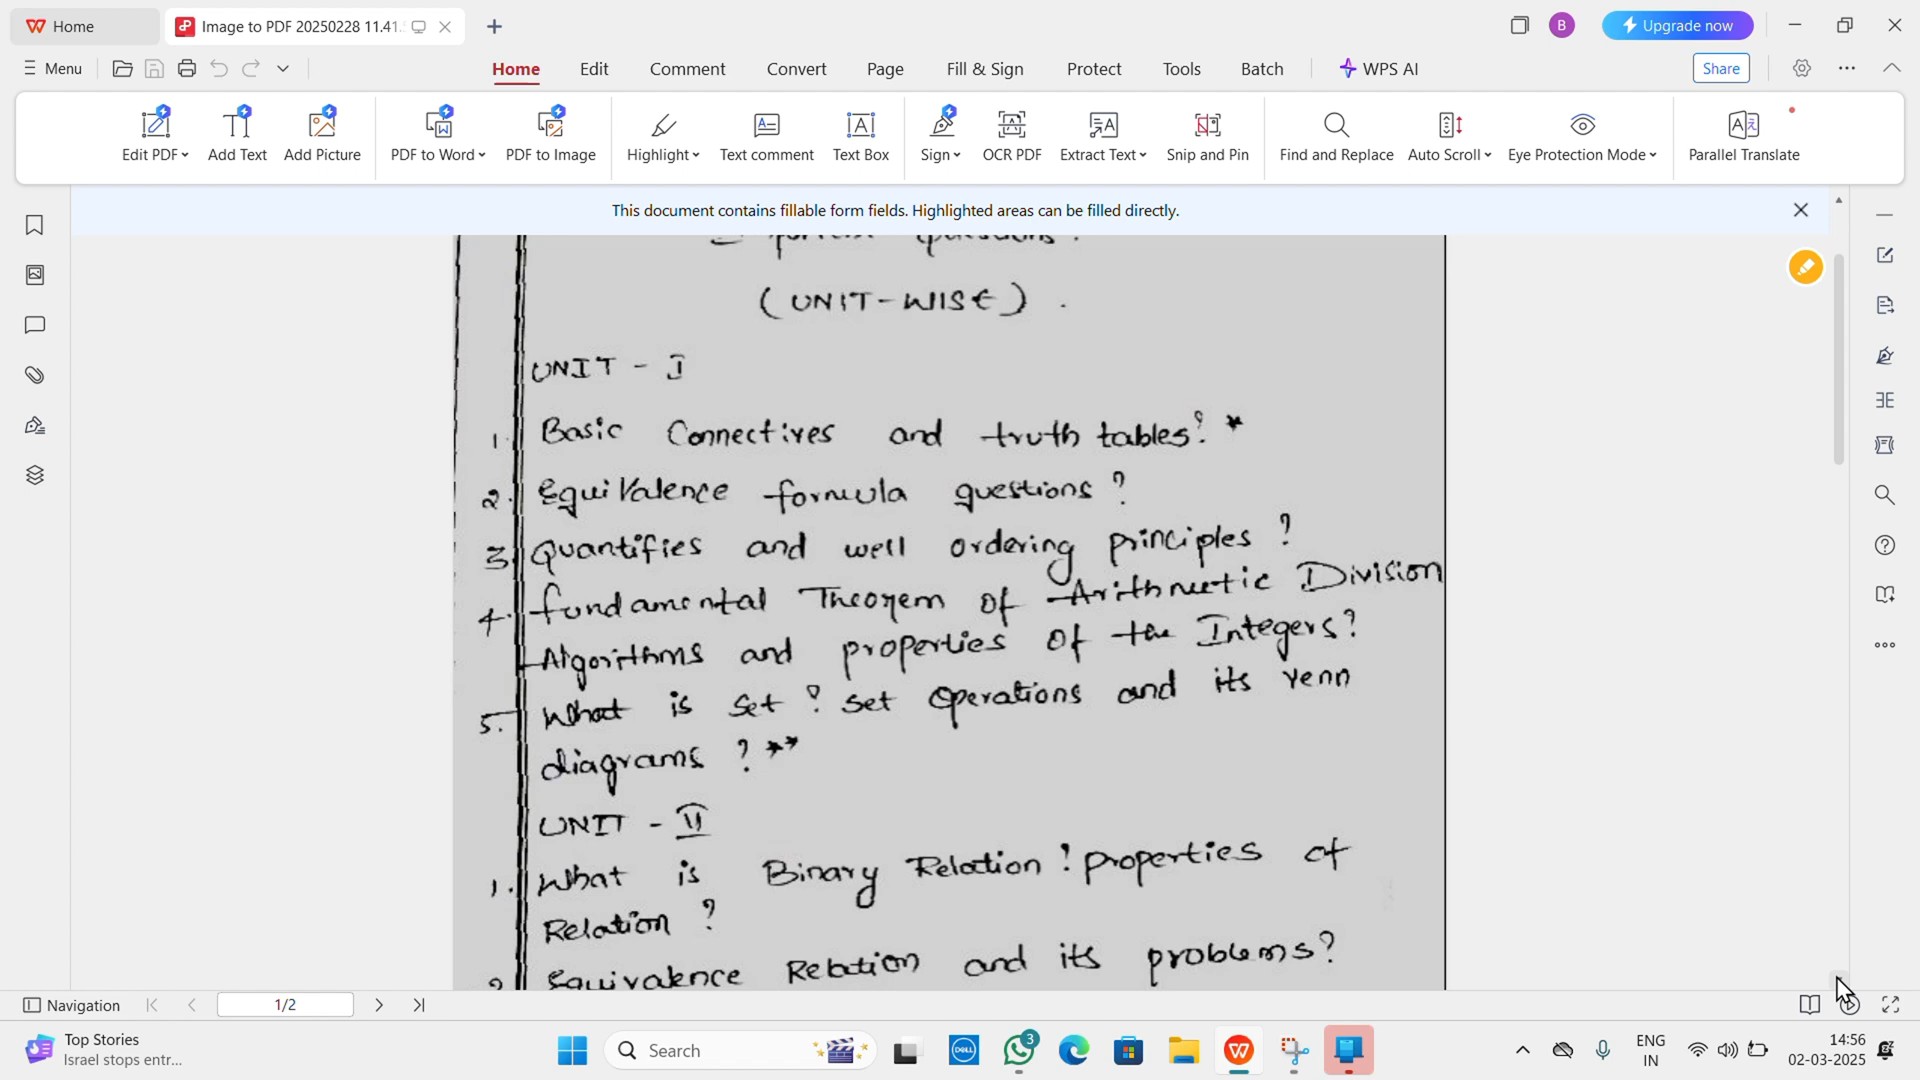 Home
Image to PDF 20250228 11.41.
B
Upgrade now
Menu
Home
Edit
Comment
Convert
Page
Fill & Sign
Protect
Tools
Batch
WPS AI
Share
Edit PDF
Add Text
Add Picture
PDF to Word
PDF to Image
Highlight
Text comment
Text Box
Sign
OCR PDF
Extract Text
Snip and Pin
Find and Replace
Auto Scroll
Eye Protection Mode
Parallel Translate
This document contains fillable form fields. Highlighted areas can be filled directly.
(UNIT-WISE).
UNIT - I
1. Basic Connectives and truth tables? *
2. Equivalence formula questions?
3 Quantifies and well ordering principles?
4. fundamental Theorem of Arithmetic Division
Algorithms and properties of the Integers?
5. What is Set? Set Operations and its venn
diagrams? **
UNIT - II
1. What is Binary Relation? properties of
Relation?
Equivalence Relation and its problems?
Navigation
1/2
Top Stories
Israel stops entr...
Search
DELL
3
ENG
IN
14:56
02-03-2025